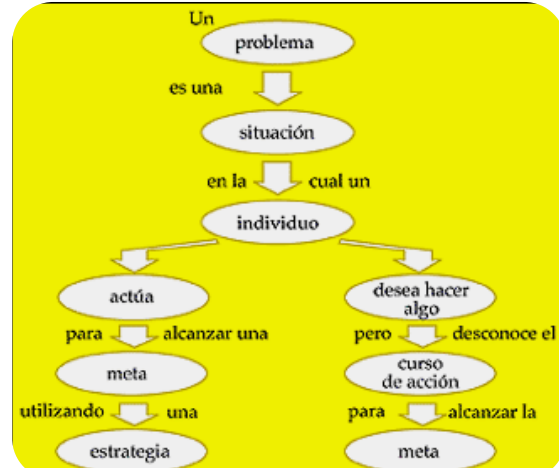 Un
problema
es una
situación
en la cual un
individuo
actúa
para alcanzar una
meta
utilizando una
estrategia
desea hacer
algo
pero desconoce el
curso
de acción
para alcanzar la
meta